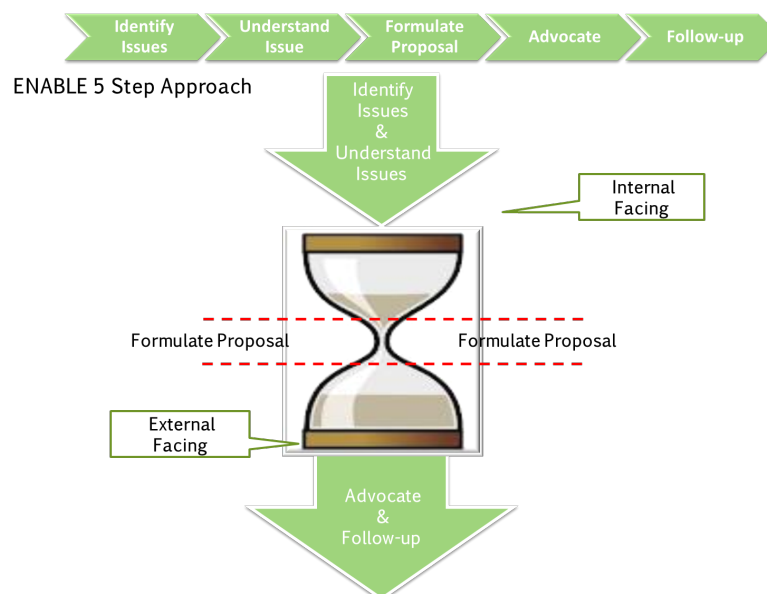 Identify
Issues
Understand
Issue
Formulate
Proposal
Advocate
Follow-up
ENABLE 5 Step Approach
Identify
Issues
&
Understand
Issues
Internal
Facing
Formulate Proposal
Formulate Proposal
External
Facing
Advocate
&
Follow-up